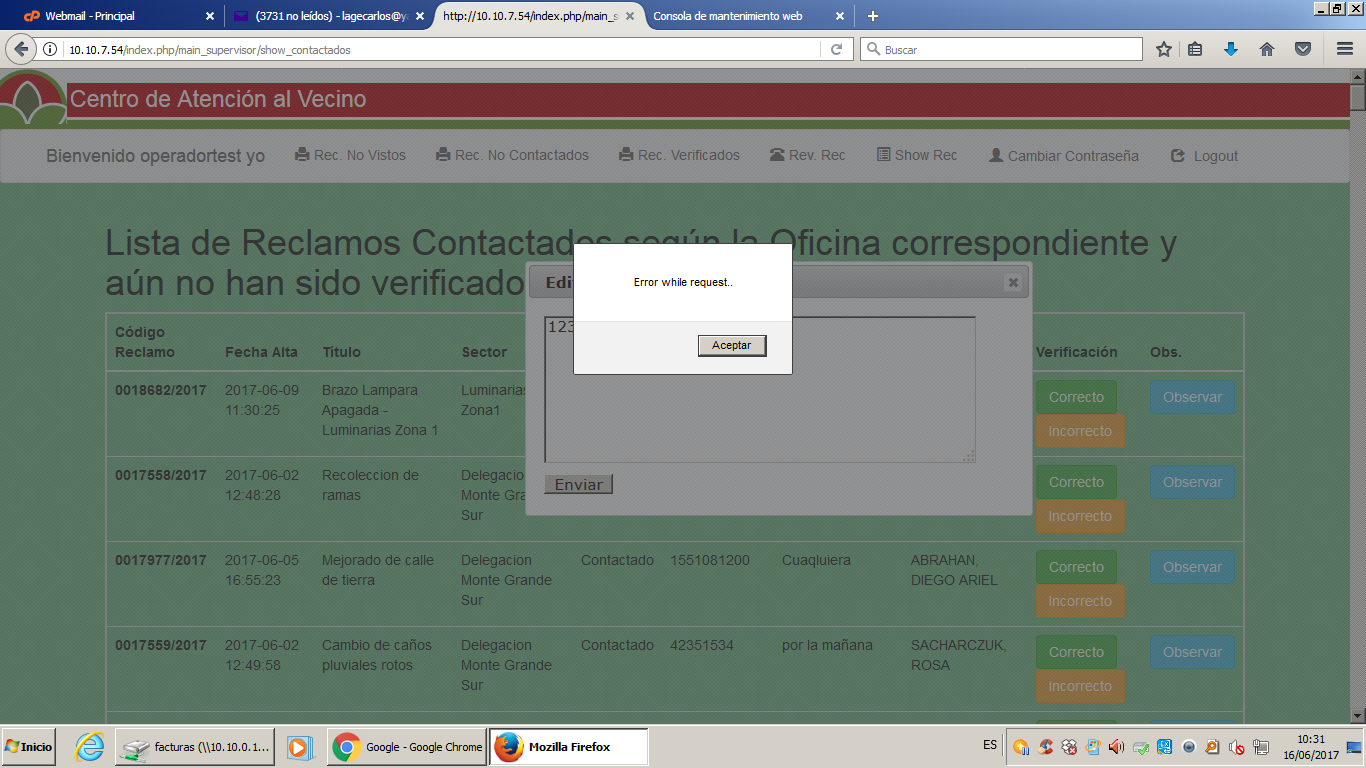 Webmail - Principal
(3731 no leídos) - lagecarlos@y
http://10.10.7.54/index.php/main_s
Consola de mantenimiento web
10.10.7.54/index.php/main_supervisor/show_contactados
Buscar
Centro de Atención al Vecino
Bienvenido operadortest yo
Rec. No Vistos
Rec. No Contactados
Rec. Verificados
Rev. Rec
Show Rec
Cambiar Contraseña
Logout
Lista de Reclamos Contactados según la Oficina correspondiente y
aún no han sido verificado
Edi
Error while request..
Aceptar
123
Enviar
Código
Reclamo
Fecha Alta
Título
Sector
Verificación
Obs.
0018682/2017
2017-06-09
11:30:25
Brazo Lampara
Apagada -
Luminarias Zona 1
Luminarias
Zona1
Correcto
Incorrecto
Observar
0017558/2017
2017-06-02
12:48:28
Recoleccion de
ramas
Delegacion
Monte Grande
Sur
Correcto
Incorrecto
Observar
0017977/2017
2017-06-05
16:55:23
Mejorado de calle
de tierra
Delegacion
Monte Grande
Sur
Contactado
1551081200
Cuaqluiera
ABRAHAN,
DIEGO ARIEL
Correcto
Incorrecto
Observar
0017559/2017
2017-06-02
12:49:58
Cambio de caños
pluviales rotos
Delegacion
Monte Grande
Sur
Contactado
42351534
por la mañana
SACHARCZUK,
ROSA
Correcto
Incorrecto
Observar
Inicio
facturas (\\10.10.0.1...
Google - Google Chrome
Mozilla Firefox
ES
10:31
16/06/2017